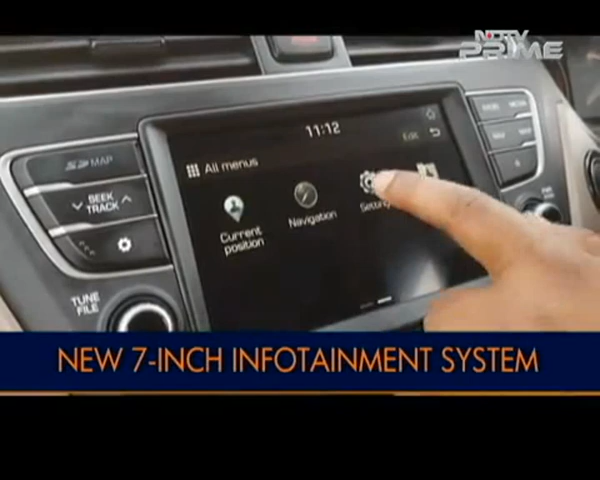 NDTV
PRIME
11:12
All menus
Edit
MAP
SEEK
TRACK
Current
position
Navigation
TUNE
FILE
NEW 7-INCH INFOTAINMENT SYSTEM